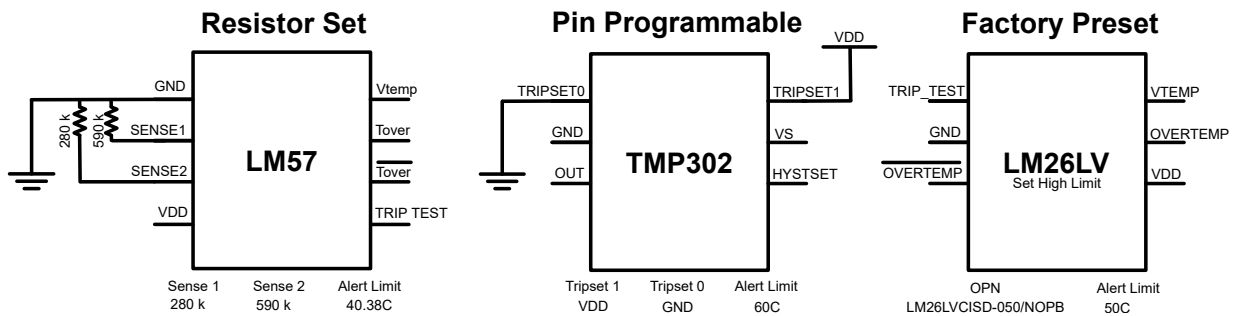 Resistor Set
GND
SENSE1
SENSE2
VDD
280 k
590 k
LM57
Vtemp
Tover
Tover
TRIP TEST
Sense 1 Sense 2 Alert Limit
280 k 590 k 40.38C
Pin Programmable
VDD
TRIPSET0
GND
OUT
TMP302
TRIPSET1
VS
HYSTSET
Tripset 1 Tripset 0 Alert Limit
VDD GND 60C
Factory Preset
TRIP_TEST
GND
OVERTEMP
LM26LV
Set High Limit
VTEMP
OVERTEMP
VDD
OPN Alert Limit
LM26LVCISD-050/NOPB 50C